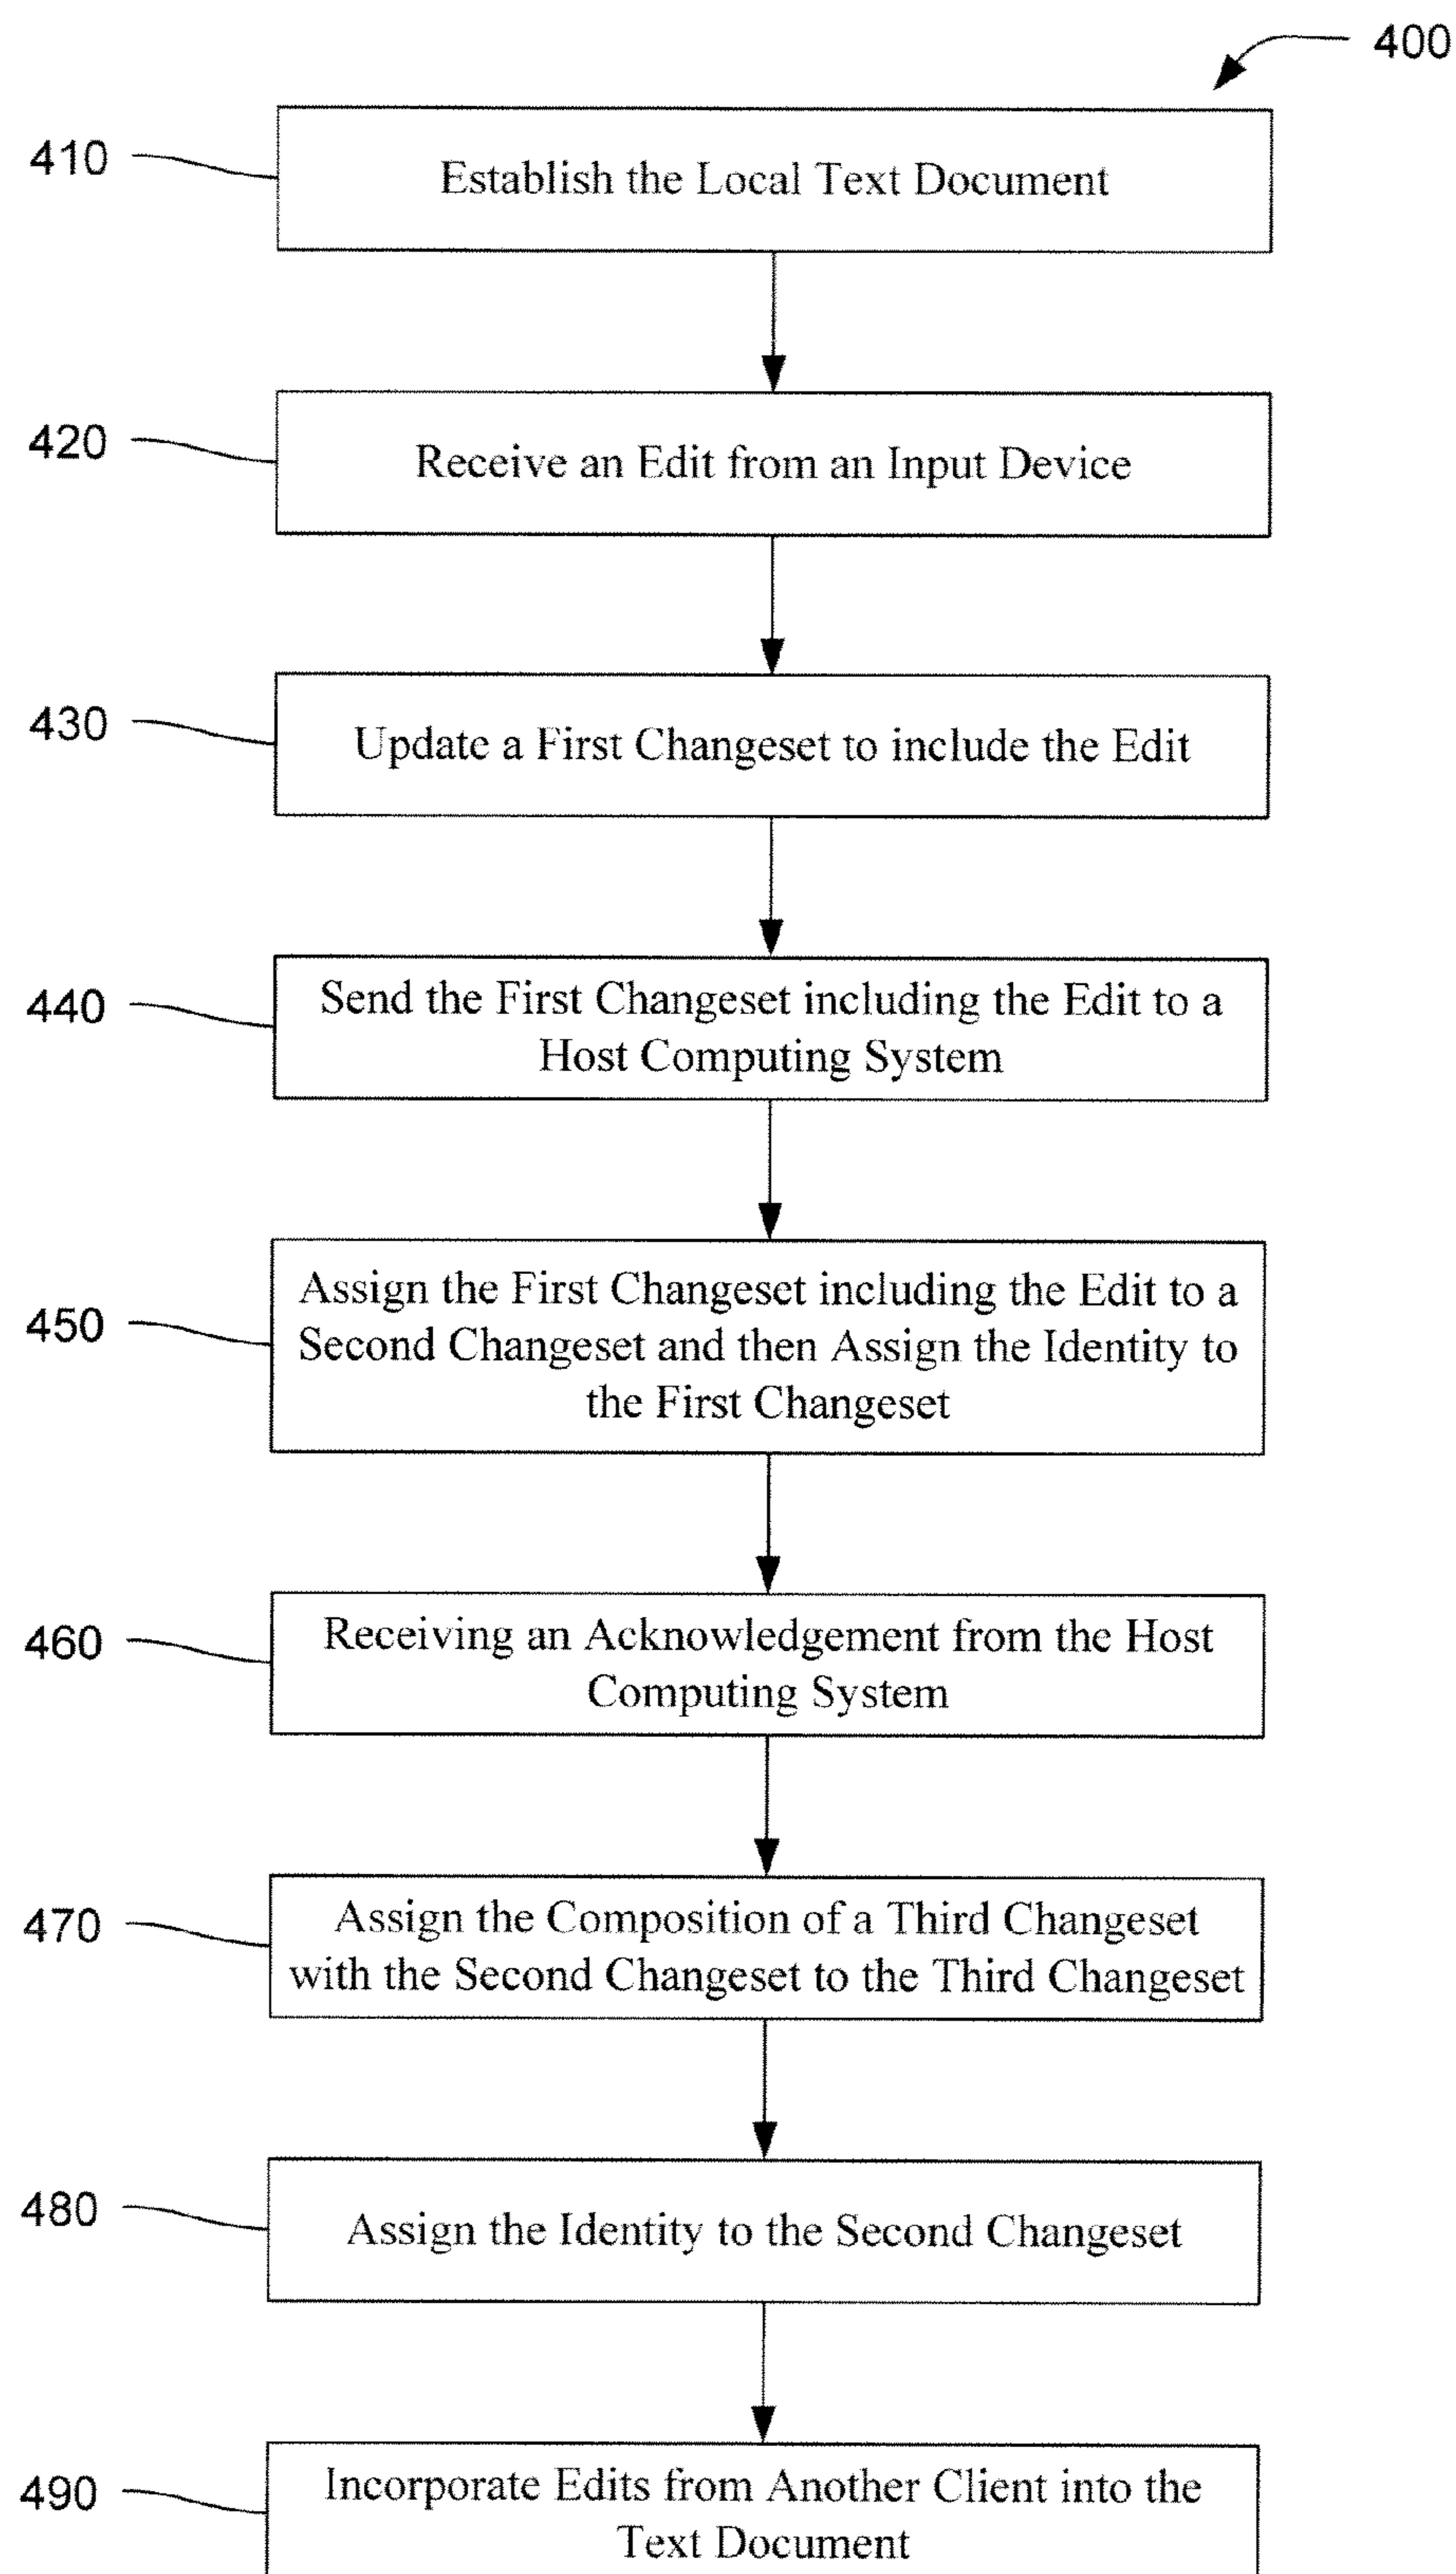 400
410
Establish the Local Text Document
420
Receive an Edit from an Input Device
430
Update a First Changeset to include the Edit
440
Send the First Changeset including the Edit to a
Host Computing System
450
Assign the First Changeset including the Edit to a
Second Changeset and then Assign the Identity to
the First Changeset
460
Receiving an Acknowledgement from the Host
Computing System
470
Assign the Composition of a Third Changeset
with the Second Changeset to the Third Changeset
480
Assign the Identity to the Second Changeset
490
Incorporate Edits from Another Client into the
Text Document